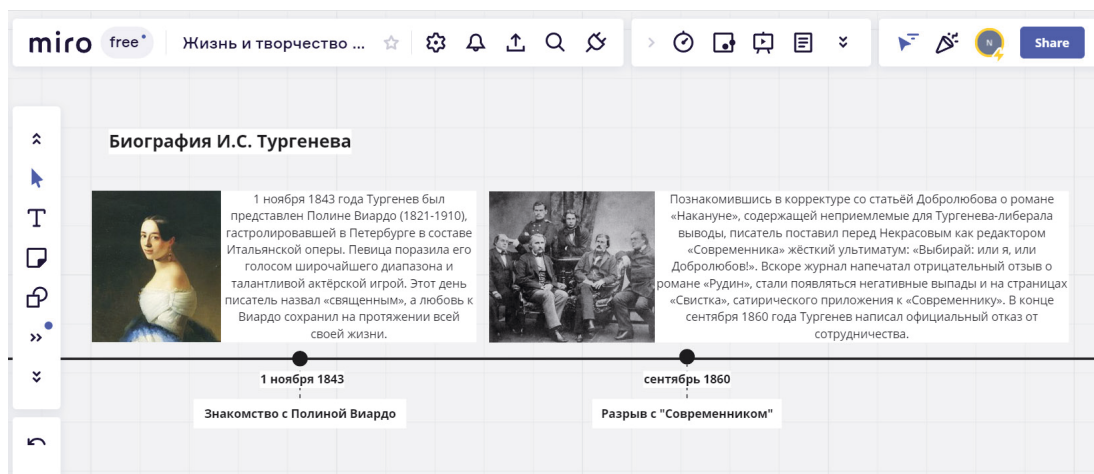 miro free Жизнь и творчество ... Share
Биография И.С. Тургенева
1 ноября 1843 года Тургенев был
представлен Полине Виардо (1821-1910),
гастролировавшей в Петербурге в составе
Итальянской оперы. Певица поразила его
голосом широчайшего диапазона и
талантливой актёрской игрой. Этот день
писатель назвал «священным», а любовь к
Виардо сохранил на протяжении всей
своей жизни.
Познакомившись в корректуре со статьёй Добролюбова о романе
«Накануне», содержащей неприемлемые для Тургенева-либерала
выводы, писатель поставил перед Некрасовым как редактором
«Современника» жёсткий ультиматум: «Выбирай: или я, или
Добролюбов!». Вскоре журнал напечатал отрицательный отзыв о
романе «Рудин», стали появляться негативные выпады и на страницах
«Свистка», сатирического приложения к «Современнику». В конце
сентября 1860 года Тургенев написал официальный отказ от
сотрудничества.
1 ноября 1843
Знакомство с Полиной Виардо
сентябрь 1860
Разрыв с "Современником"